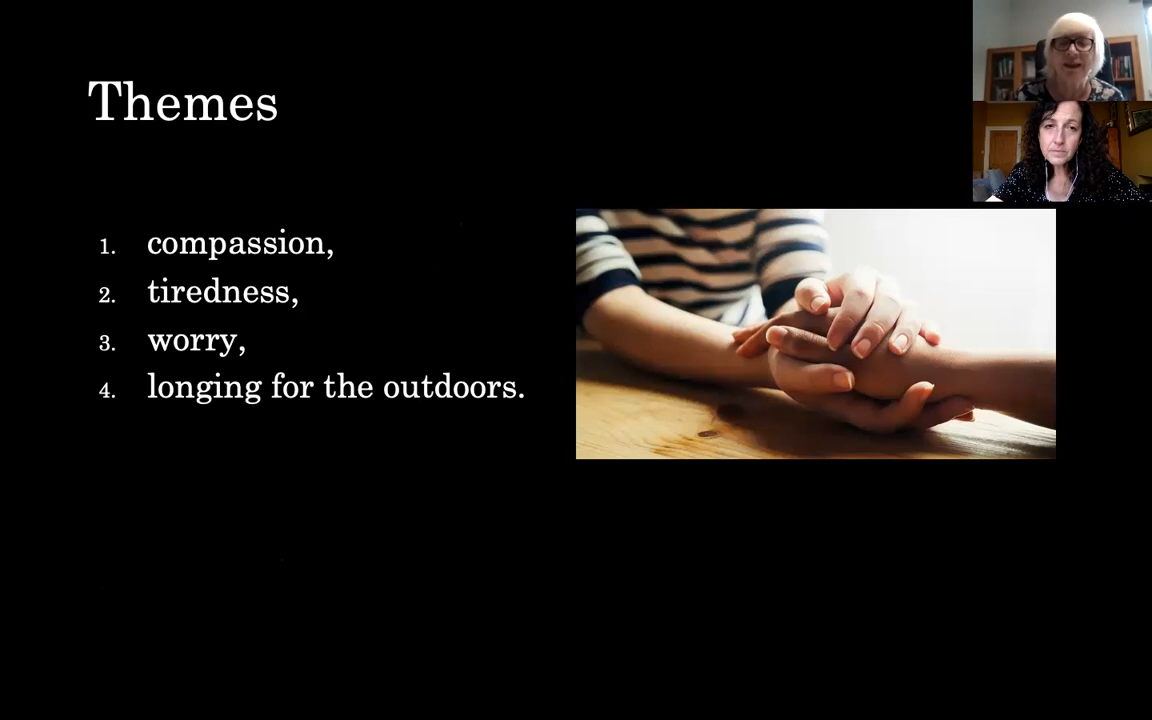 Themes
1. compassion,
2. tiredness,
3. worry,
4. longing for the outdoors.